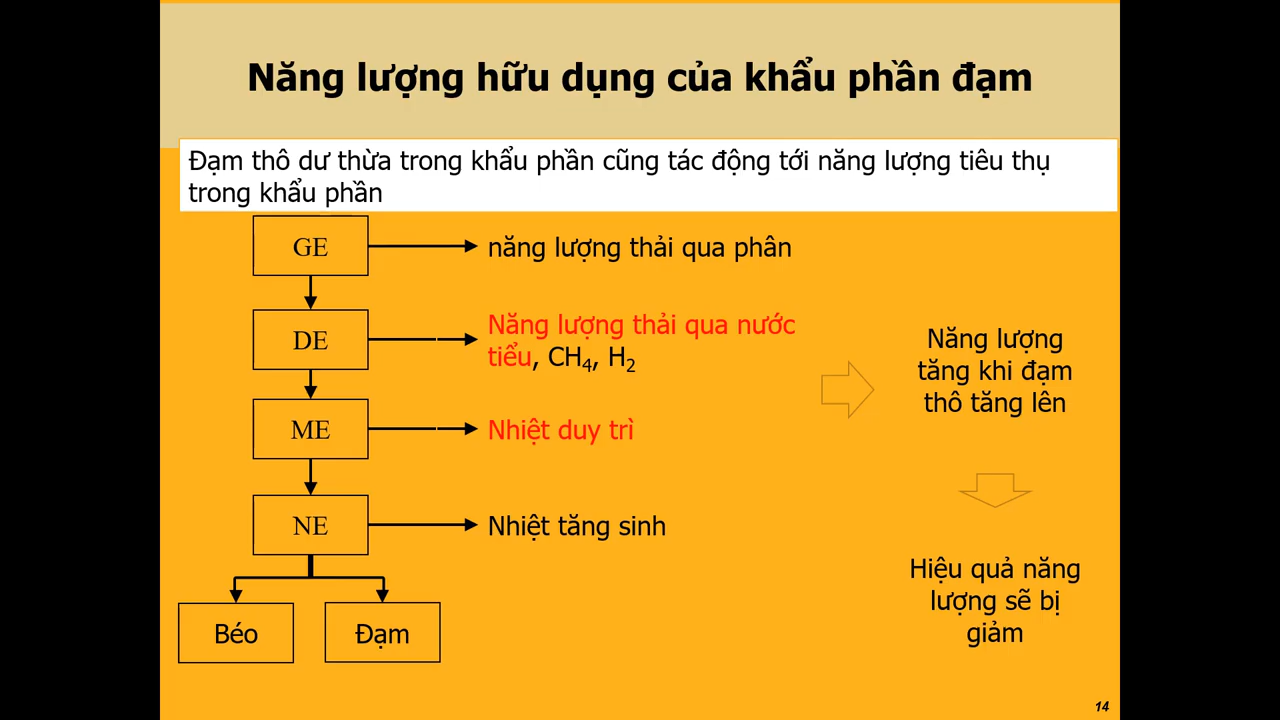 Năng lượng hữu dụng của khẩu phần đạm
Đạm thô dư thừa trong khẩu phần cũng tác động tới năng lượng tiêu thụ
trong khẩu phần
GE
năng lượng thải qua phân
DE
Năng lượng thải qua nước
tiểu, CH₄, H₂
Năng lượng
tăng khi đạm
thô tăng lên
ME
Nhiệt duy trì
NE
Nhiệt tăng sinh
Hiệu quả năng
lượng sẽ bị
giảm
Béo
Đạm
14